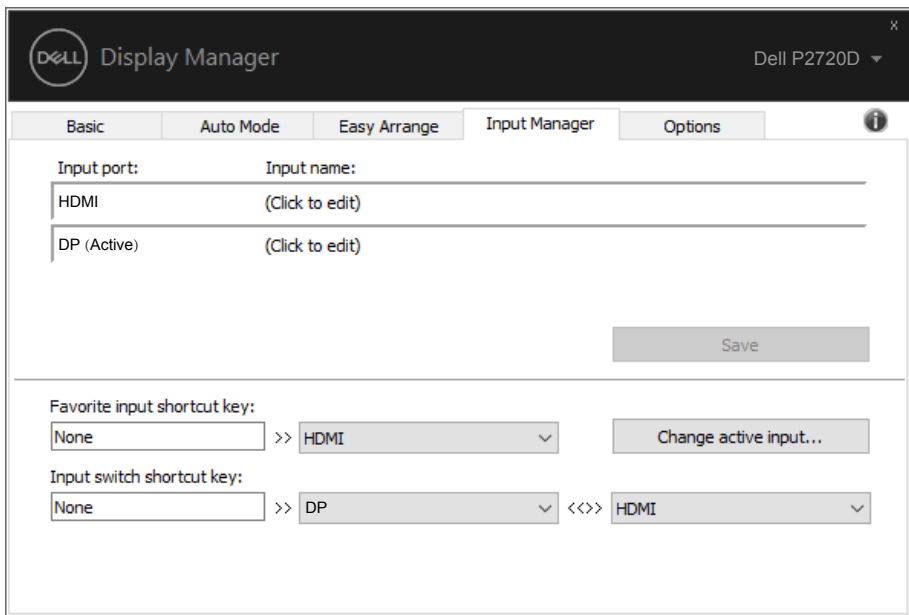 x
DELL Display Manager Dell P2720D
Basic Auto Mode Easy Arrange Input Manager Options i
Input port: Input name:
HDMI (Click to edit)
DP (Active) (Click to edit)
Save
Favorite input shortcut key:
None >> HDMI Change active input...
Input switch shortcut key:
None >> DP <<>> HDMI